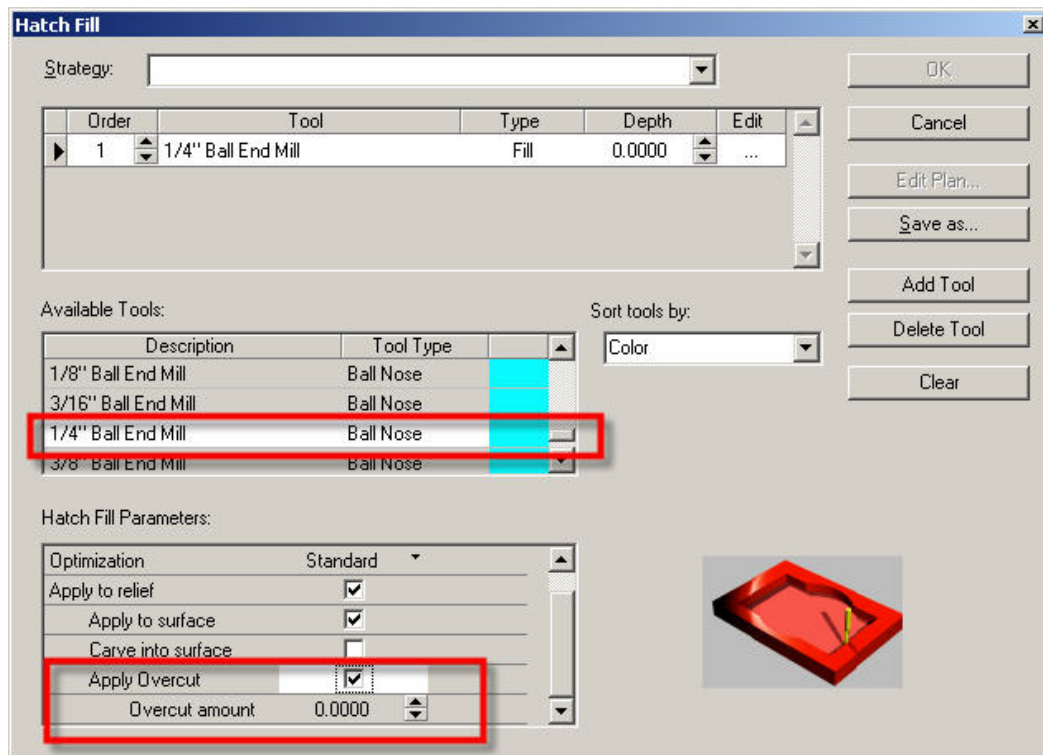 Hatch Fill
Strategy:
OK
Cancel
Edit Plan...
Save as...
Add Tool
Delete Tool
Clear
Order Tool Type Depth Edit
1 1/4" Ball End Mill Fill 0.0000 ...
Available Tools:
Sort tools by:
Color
Description Tool Type
1/8" Ball End Mill Ball Nose
3/16" Ball End Mill Ball Nose
1/4" Ball End Mill Ball Nose
3/8" Ball End Mill Ball Nose
Hatch Fill Parameters:
Optimization Standard
Apply to relief
Apply to surface
Carve into surface
Apply Overcut
Overcut amount 0.0000